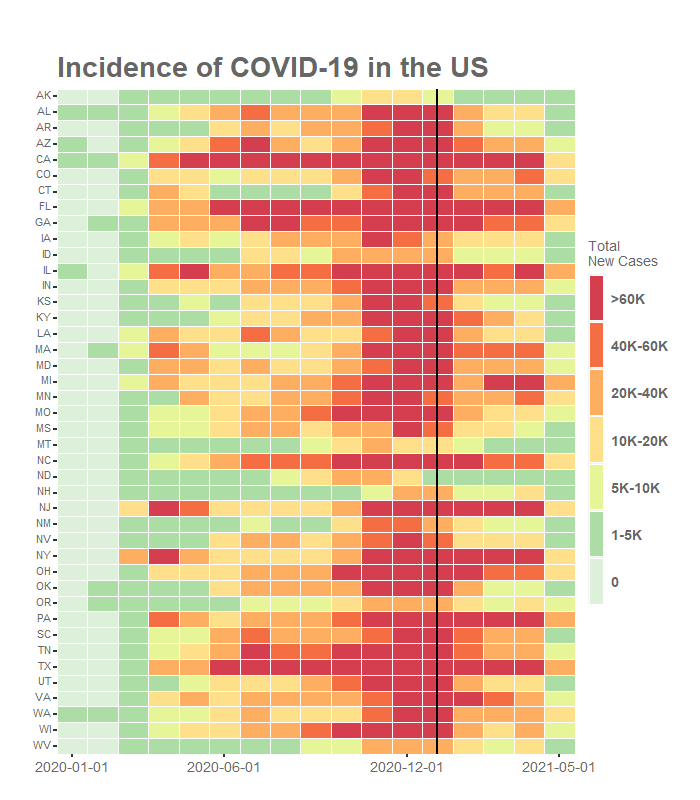 Incidence of COVID-19 in the US
AK
AL
AR
AZ
CA
CO
CT
FL
GA
IA
ID
IL
IN
KS
KY
LA
MA
MD
MI
MN
MO
MS
MT
NC
ND
NH
NJ
NM
NV
NY
OH
OK
OR
PA
SC
TN
TX
UT
VA
WA
WI
WV
2020-01-01
2020-06-01
2020-12-01
2021-05-01
Total
New Cases
>60K
40K-60K
20K-40K
10K-20K
5K-10K
1-5K
0